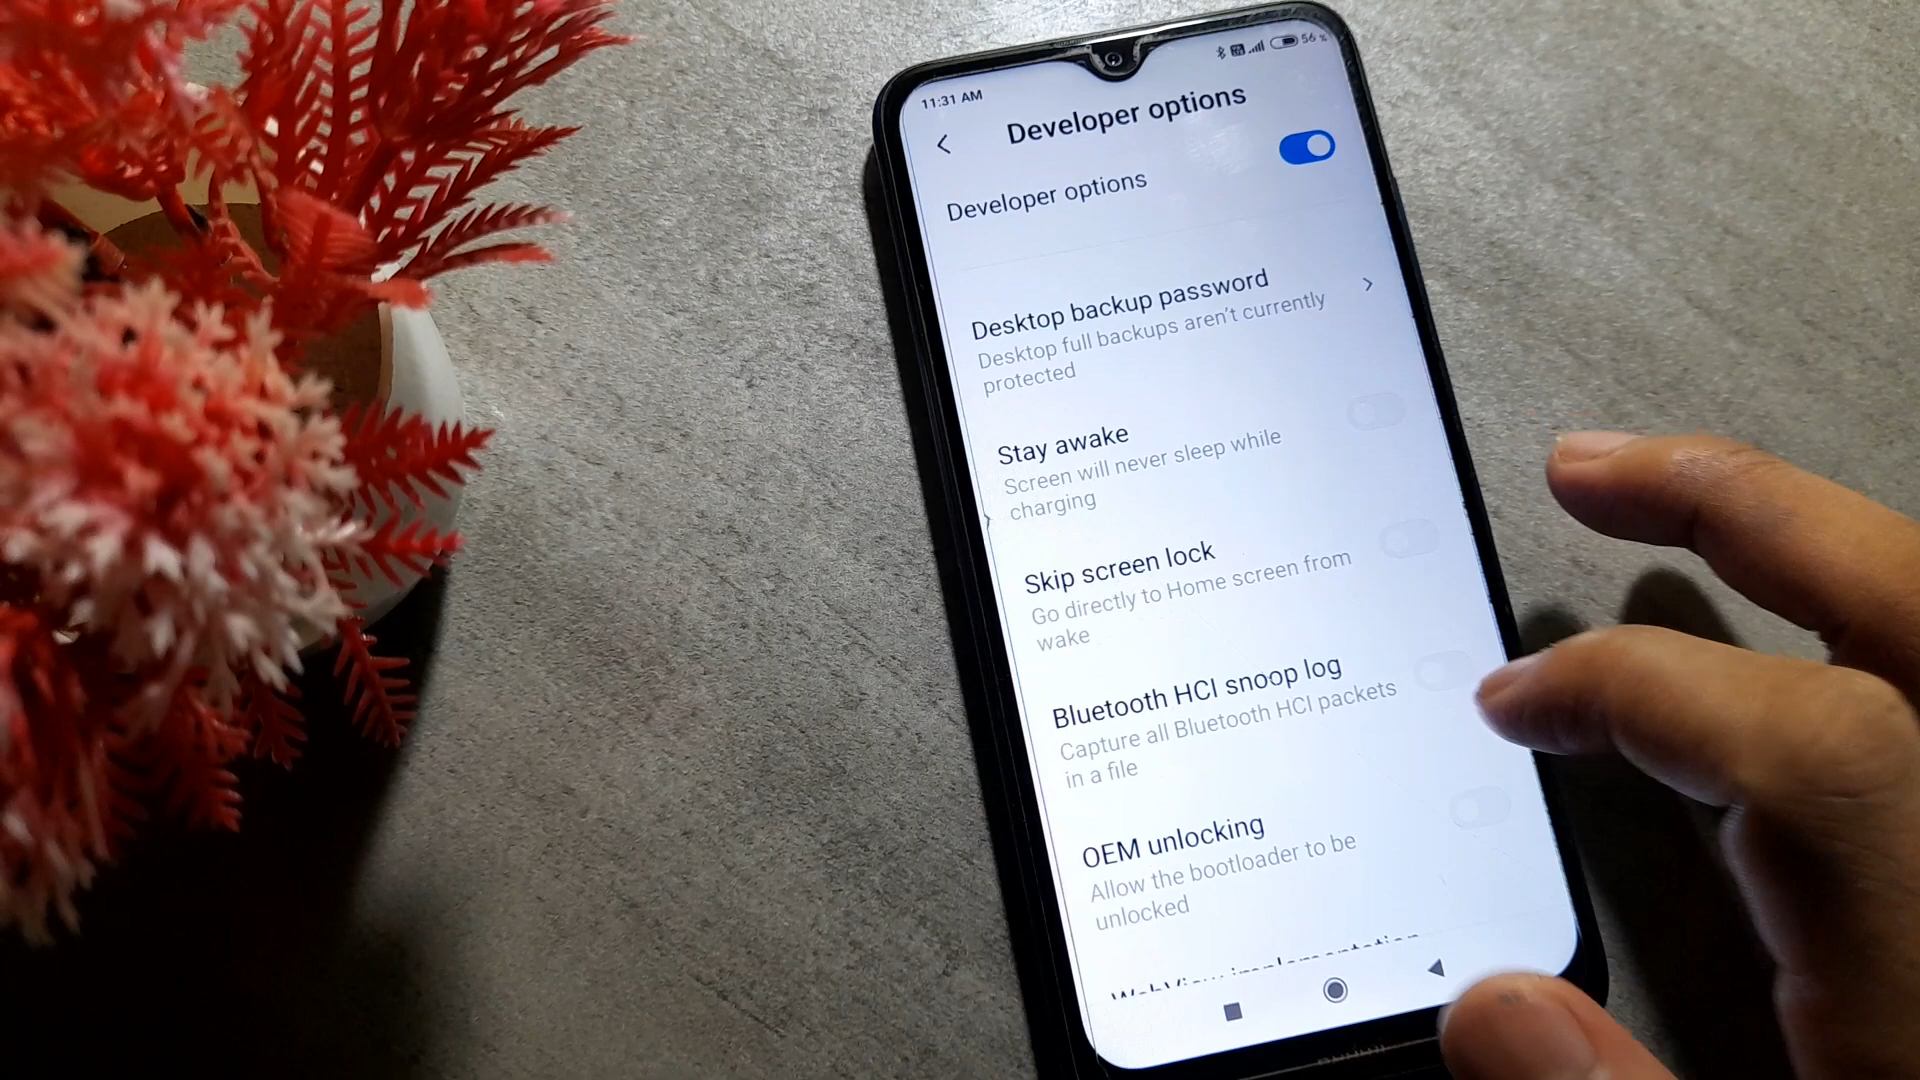 11:31 AM
56 %
Developer options
Developer options
Desktop backup password
Desktop full backups aren't currently
protected
Stay awake
Screen will never sleep while
charging
Skip screen lock
Go directly to Home screen from
wake
Bluetooth HCI snoop log
Capture all Bluetooth HCI packets
in a file
OEM unlocking
Allow the bootloader to be
unlocked